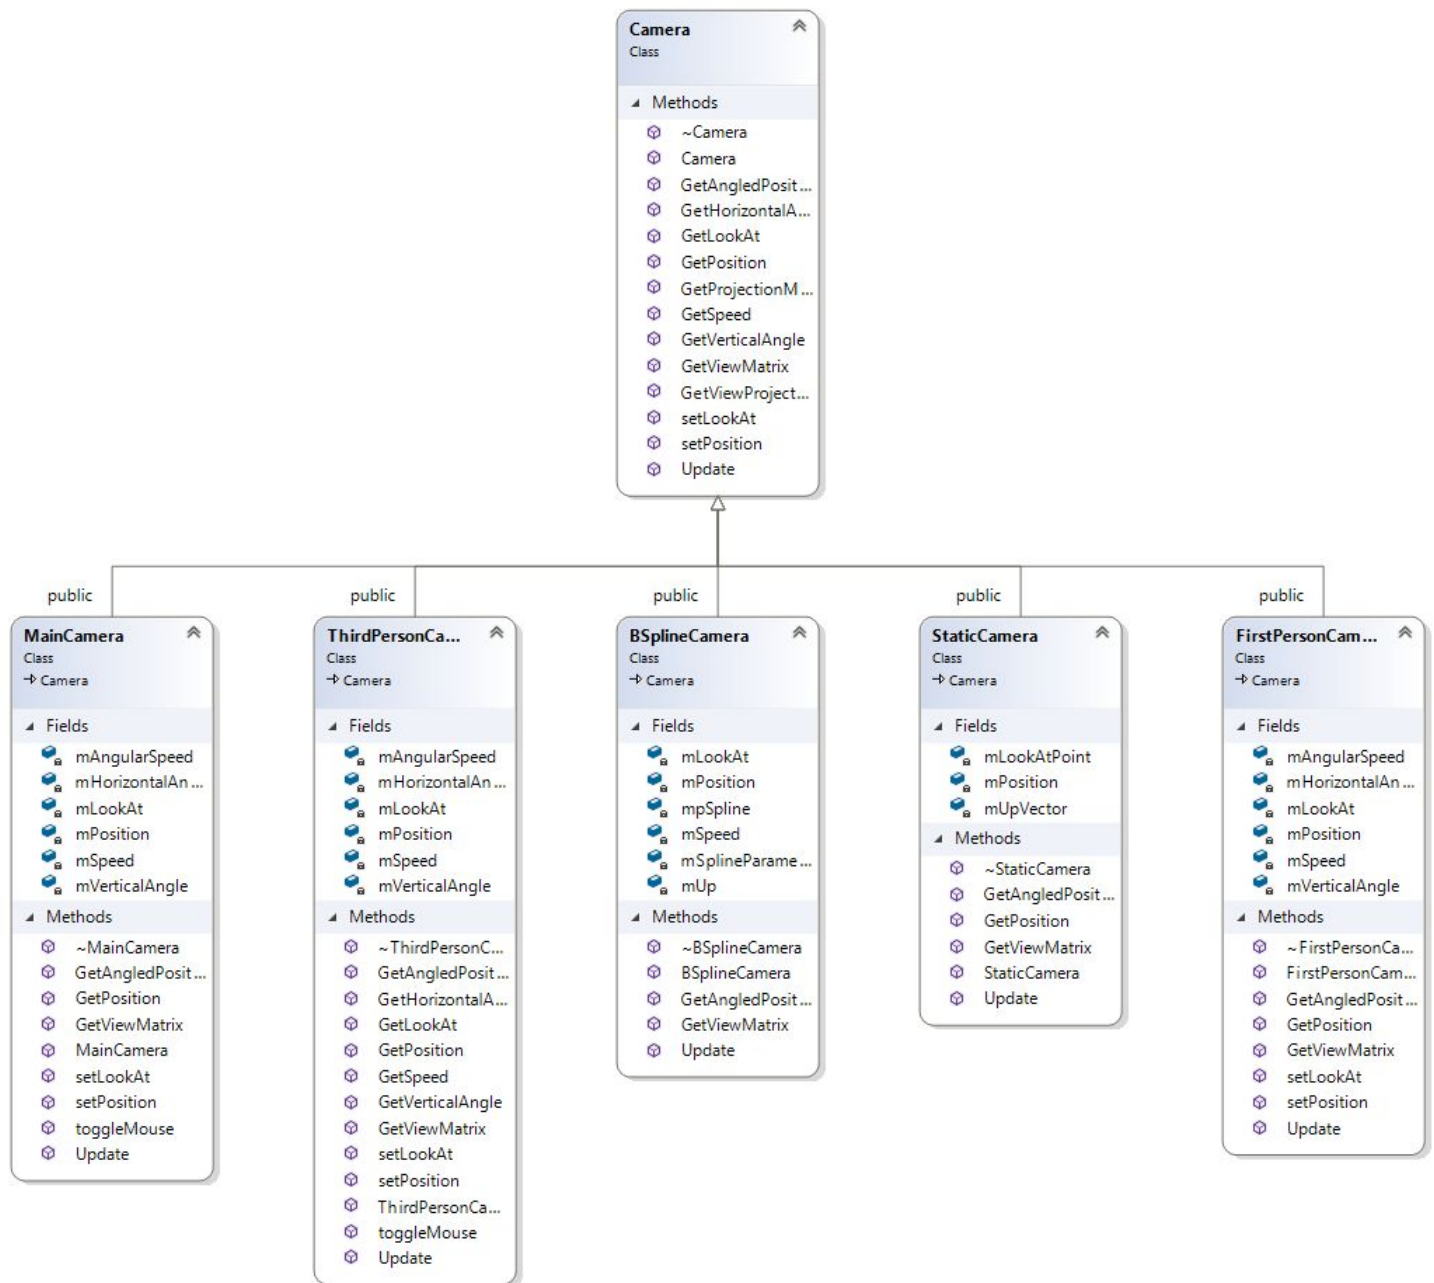 Camera
Class
Methods
~Camera
Camera
GetAngledPosit...
GetHorizontalA...
GetLookAt
GetPosition
GetProjectionM...
GetSpeed
GetVerticalAngle
GetViewMatrix
GetViewProject...
setLookAt
setPosition
Update
public
MainCamera
Class
Camera
Fields
mAngularSpeed
mHorizontalAn...
mLookAt
mPosition
mSpeed
mVerticalAngle
Methods
~MainCamera
GetAngledPosit...
GetPosition
GetViewMatrix
MainCamera
setLookAt
setPosition
toggleMouse
Update
public
ThirdPersonCa...
Class
Camera
Fields
mAngularSpeed
mHorizontalAn...
mLookAt
mPosition
mSpeed
mVerticalAngle
Methods
~ThirdPersonC...
GetAngledPosit...
GetHorizontalA...
GetLookAt
GetPosition
GetSpeed
GetVerticalAngle
GetViewMatrix
setLookAt
setPosition
ThirdPersonCa...
toggleMouse
Update
public
BSplineCamera
Class
Camera
Fields
mLookAt
mPosition
mpSpline
mSpeed
mSplineParame...
mUp
Methods
~BSplineCamera
BSplineCamera
GetAngledPosit...
GetViewMatrix
Update
public
StaticCamera
Class
Camera
Fields
mLookAtPoint
mPosition
mUpVector
Methods
~StaticCamera
GetAngledPosit...
GetPosition
GetViewMatrix
StaticCamera
Update
public
FirstPersonCam...
Class
Camera
Fields
mAngularSpeed
mHorizontalAn...
mLookAt
mPosition
mSpeed
mVerticalAngle
Methods
~FirstPersonCa...
FirstPersonCam...
GetAngledPosit...
GetPosition
GetViewMatrix
setLookAt
setPosition
Update